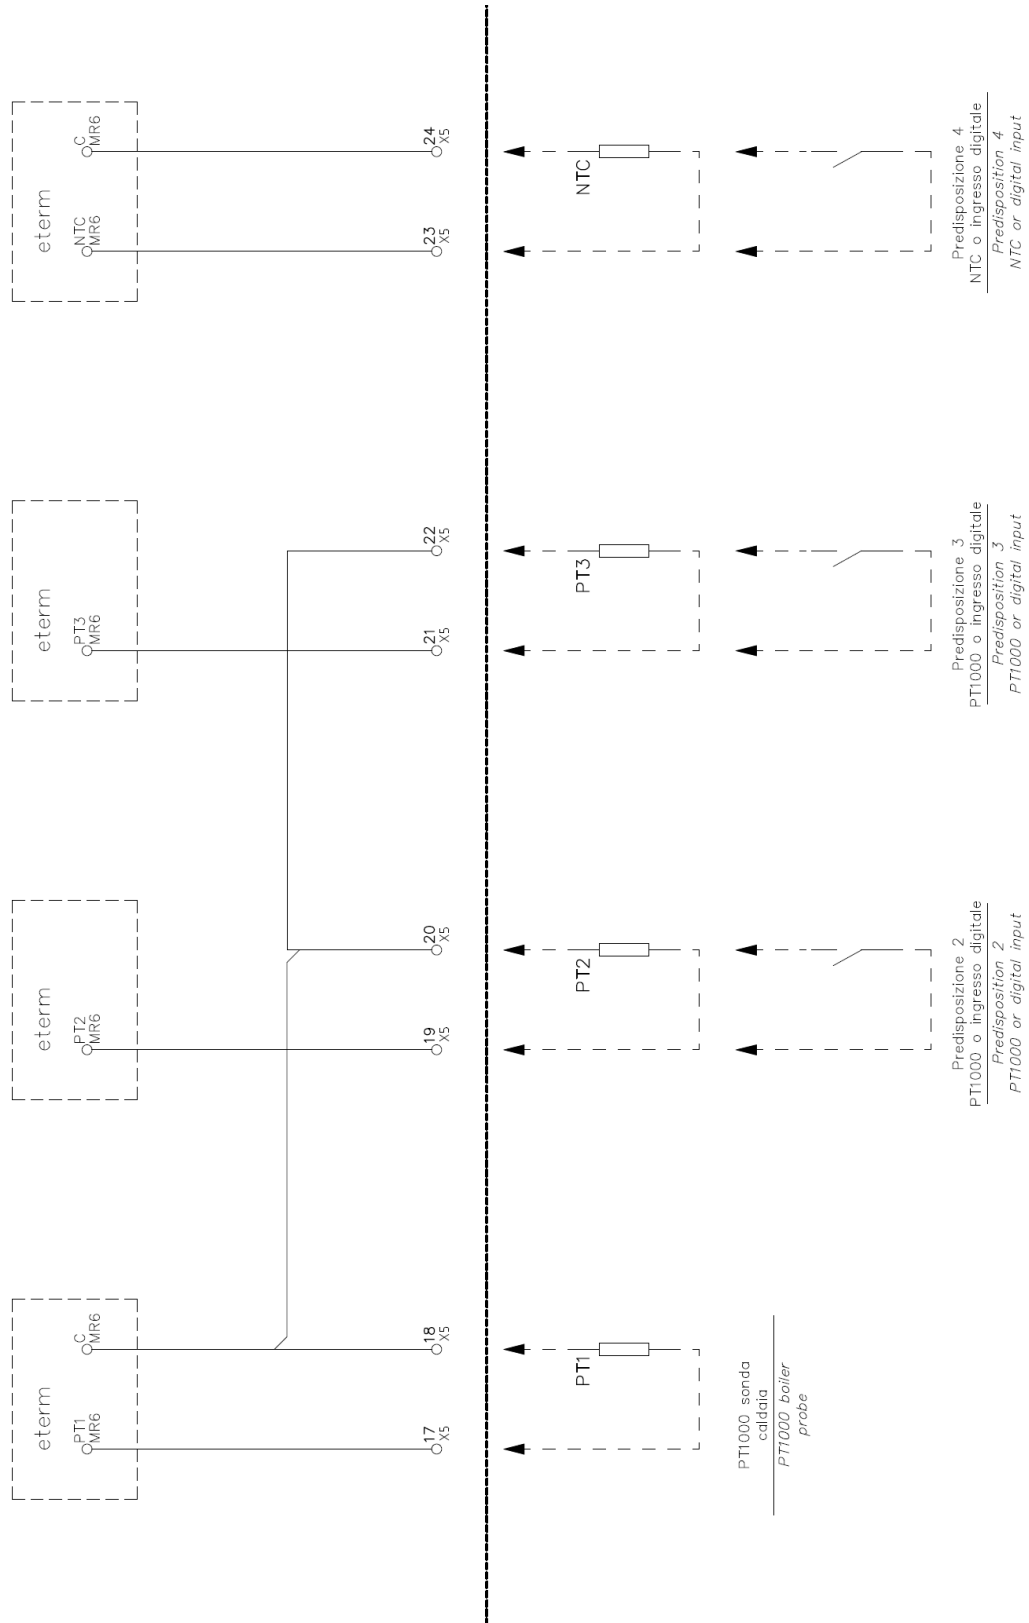 eterm
PT1
MR6
C
MR6
17
X5
18
X5
PT1
PT1000 sonda
caldaia
PT1000 boiler
probe
eterm
PT2
MR6
19
X5
20
X5
PT2
Predisposizione 2
PT1000 o ingresso digitale
Predisposition 2
PT1000 or digital input
eterm
PT3
MR6
21
X5
22
X5
PT3
Predisposizione 3
PT1000 o ingresso digitale
Predisposition 3
PT1000 or digital input
eterm
NTC
MR6
C
MR6
23
X5
24
X5
NTC
Predisposizione 4
NTC o ingresso digitale
Predisposition 4
NTC or digital input